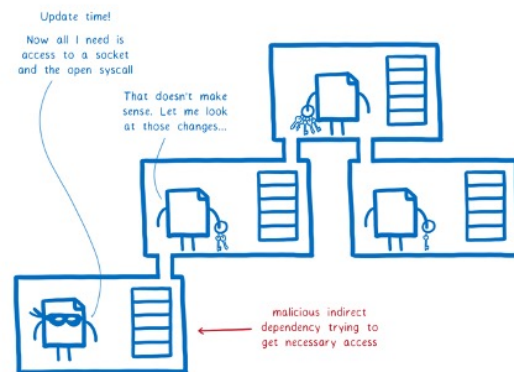 Update time!
Now all I need is
access to a socket
and the open syscall
That doesn't make
sense. Let me look
at those changes...
malicious indirect
dependency trying to
get necessary access